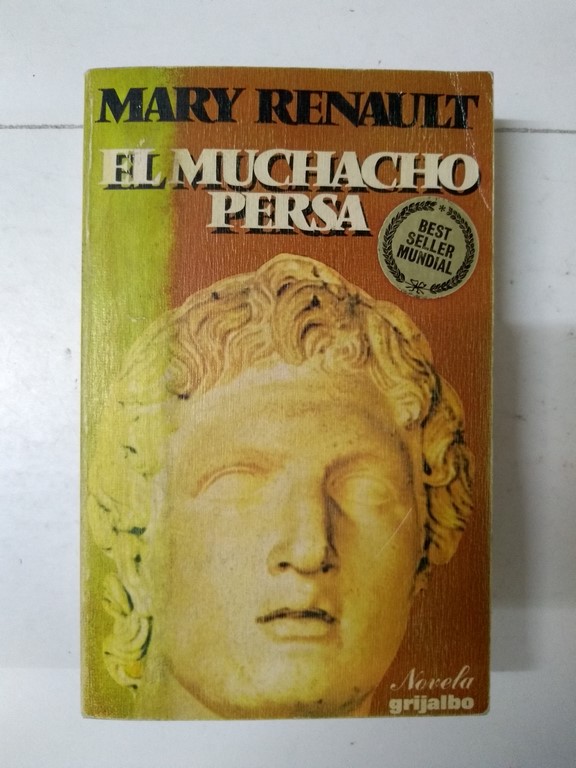 MARY RENAULT
EL MUCHACHO
PERSA
BEST
SELLER
MUNDIAL
Novela
grijalbo